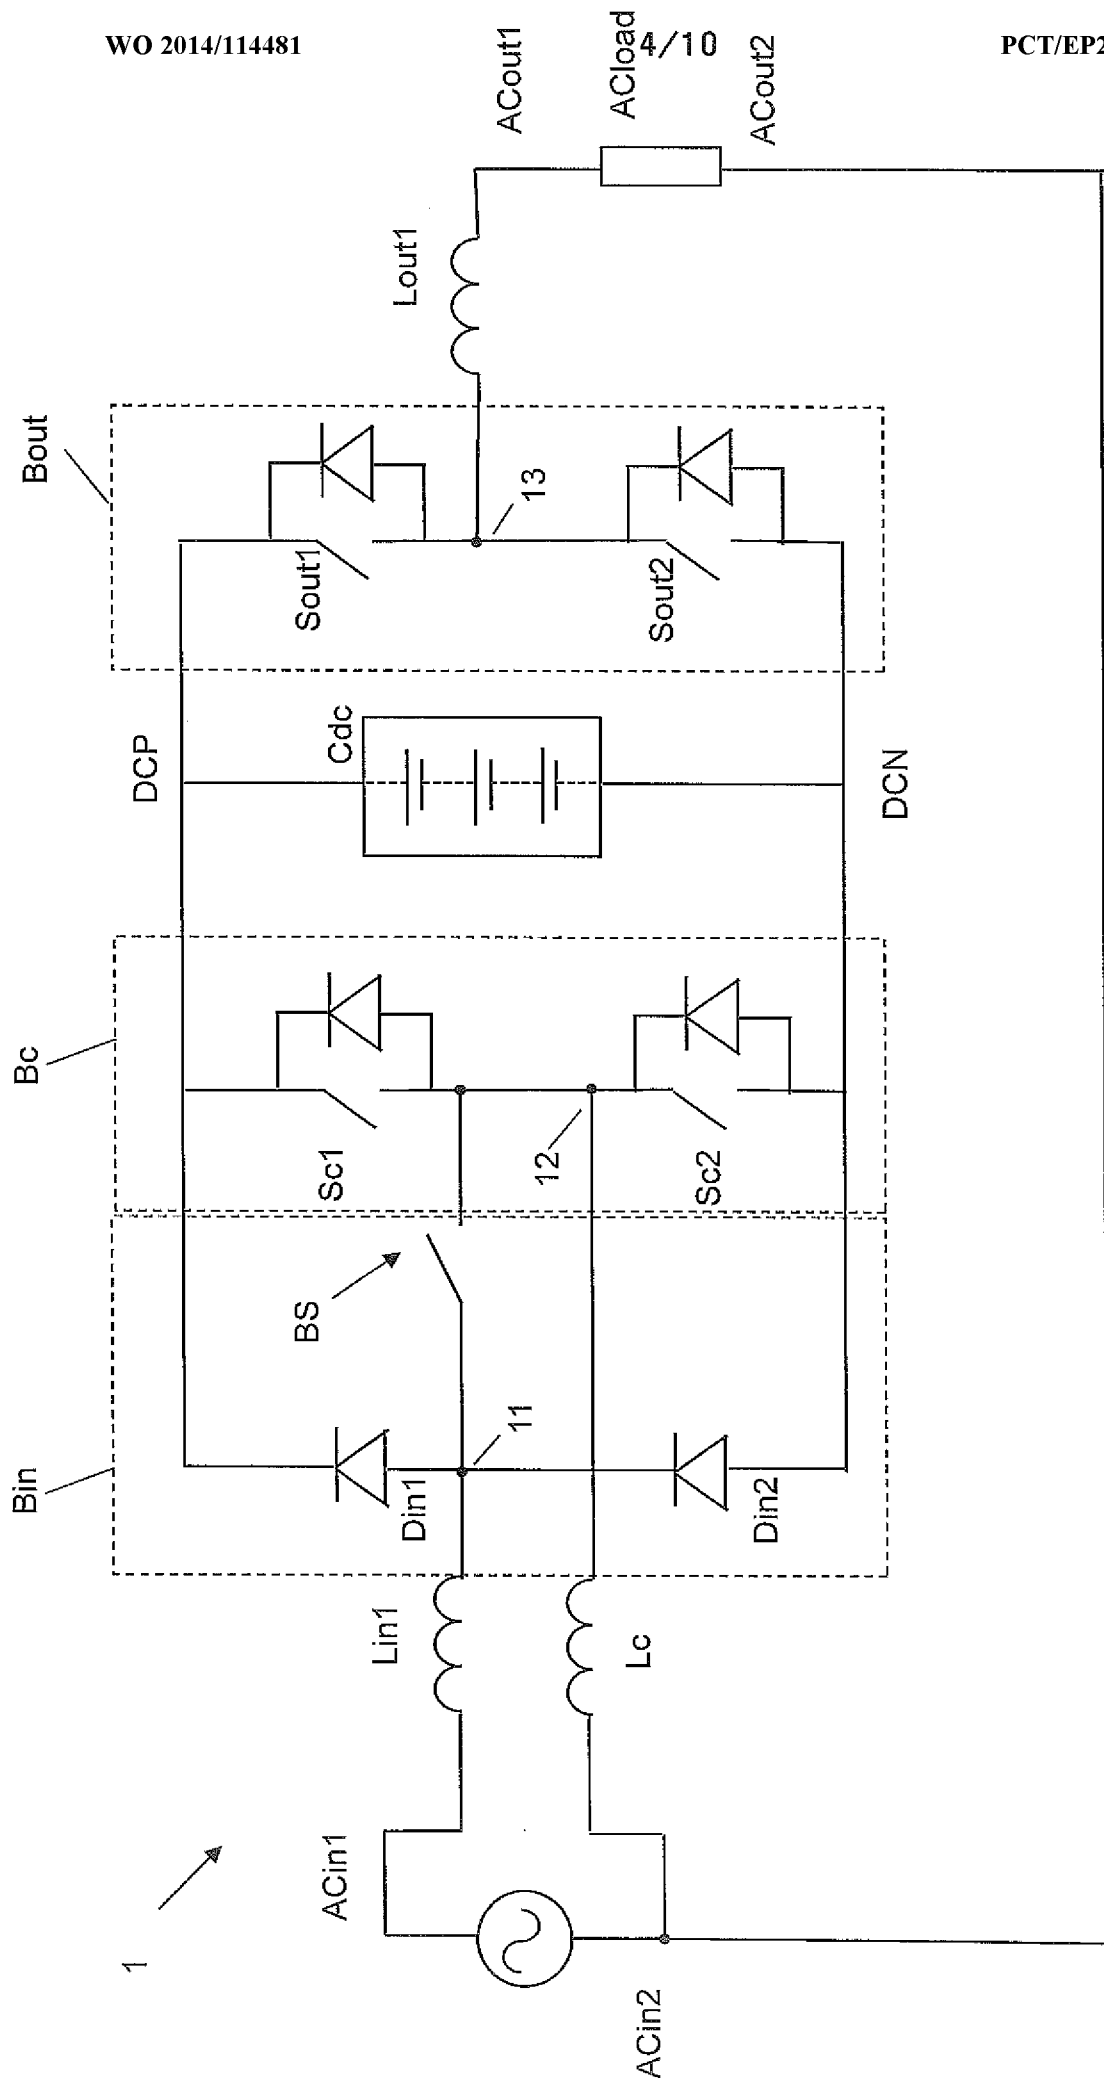 WO 2014/114481
4/10
PCT/EP2
ACout1
ACload
ACout2
Lout1
Bout
Sout1
13
Sout2
DCP
Cdc
DCN
Bc
Sc1
12
Sc2
BS
Bin
Din1
11
Din2
Lin1
Lc
1
ACin1
ACin2